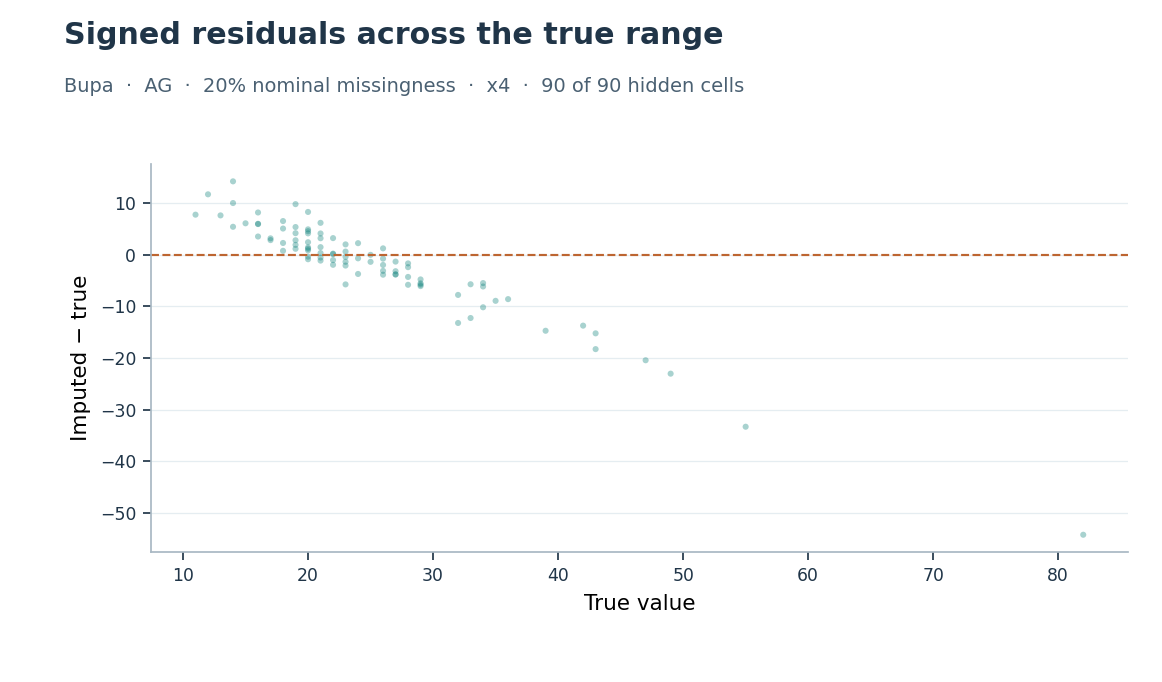 Signed residuals across the true range
Bupa · AG · 20% nominal missingness · x4 · 90 of 90 hidden cells
Imputed − true
10
0
−10
−20
−30
−40
−50
10 20 30 40 50 60 70 80
True value